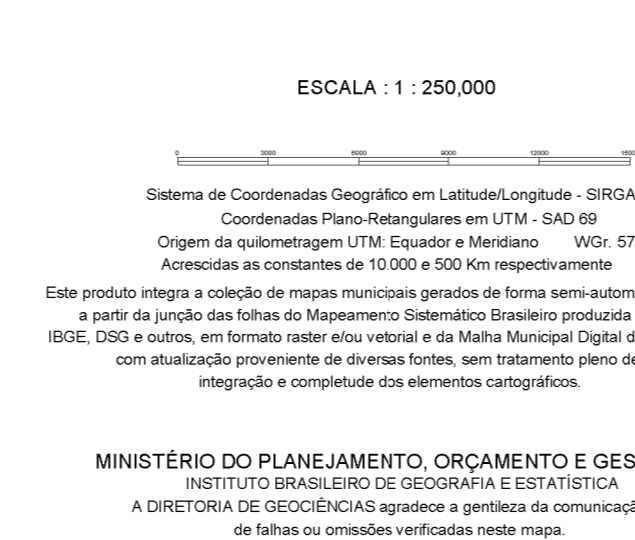 ESCALA : 1 : 250,000
0 3000 6000 9000 12000 1500
Sistema de Coordenadas Geográfico em Latitude/Longitude - SIRGA
Coordenadas Plano-Retangulares em UTM - SAD 69
Origem da quilometragem UTM: Equador e Meridiano WGr. 57
Acrescidas as constantes de 10.000 e 500 Km respectivamente
Este produto integra a coleção de mapas municipais gerados de forma semi-autom
a partir da junção das folhas do Mapeamento Sistemático Brasileiro produzida
IBGE, DSG e outros, em formato raster e/ou vetorial e da Malha Municipal Digital d
com atualização proveniente de diversas fontes, sem tratamento pleno de
integração e completude dos elementos cartográficos.
MINISTÉRIO DO PLANEJAMENTO, ORÇAMENTO E GES
INSTITUTO BRASILEIRO DE GEOGRAFIA E ESTATÍSTICA
A DIRETORIA DE GEOCIÊNCIAS agradece a gentileza da comunicaçã
de falhas ou omissões verificadas neste mapa.